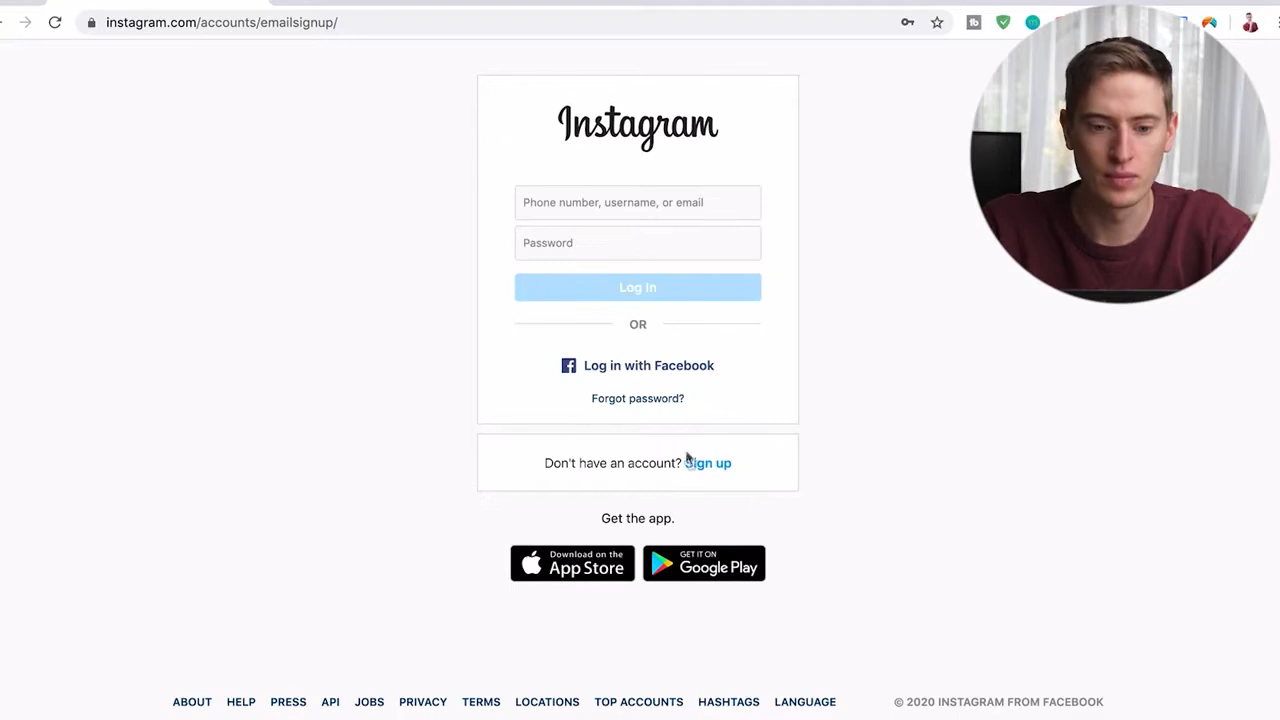 instagram.com/accounts/emailsignup/
Instagram
Phone number, username, or email
Password
Log In
OR
Log in with Facebook
Forgot password?
Don't have an account? Sign up
Get the app.
Download on the
App Store
GET IT ON
Google Play
ABOUT HELP PRESS API JOBS PRIVACY TERMS LOCATIONS TOP ACCOUNTS HASHTAGS LANGUAGE © 2020 INSTAGRAM FROM FACEBOOK